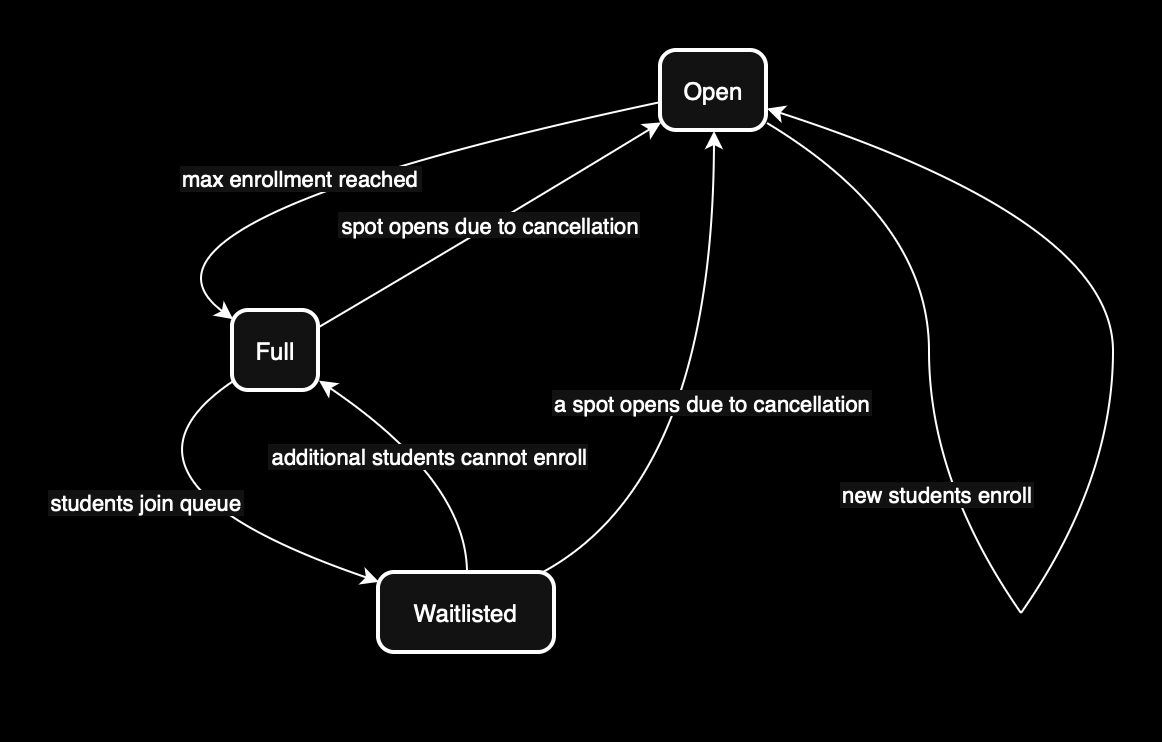 Open
max enrollment reached
spot opens due to cancellation
Full
a spot opens due to cancellation
additional students cannot enroll
new students enroll
students join queue
Waitlisted